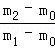 m₂ − m₀
m₁ − m₀